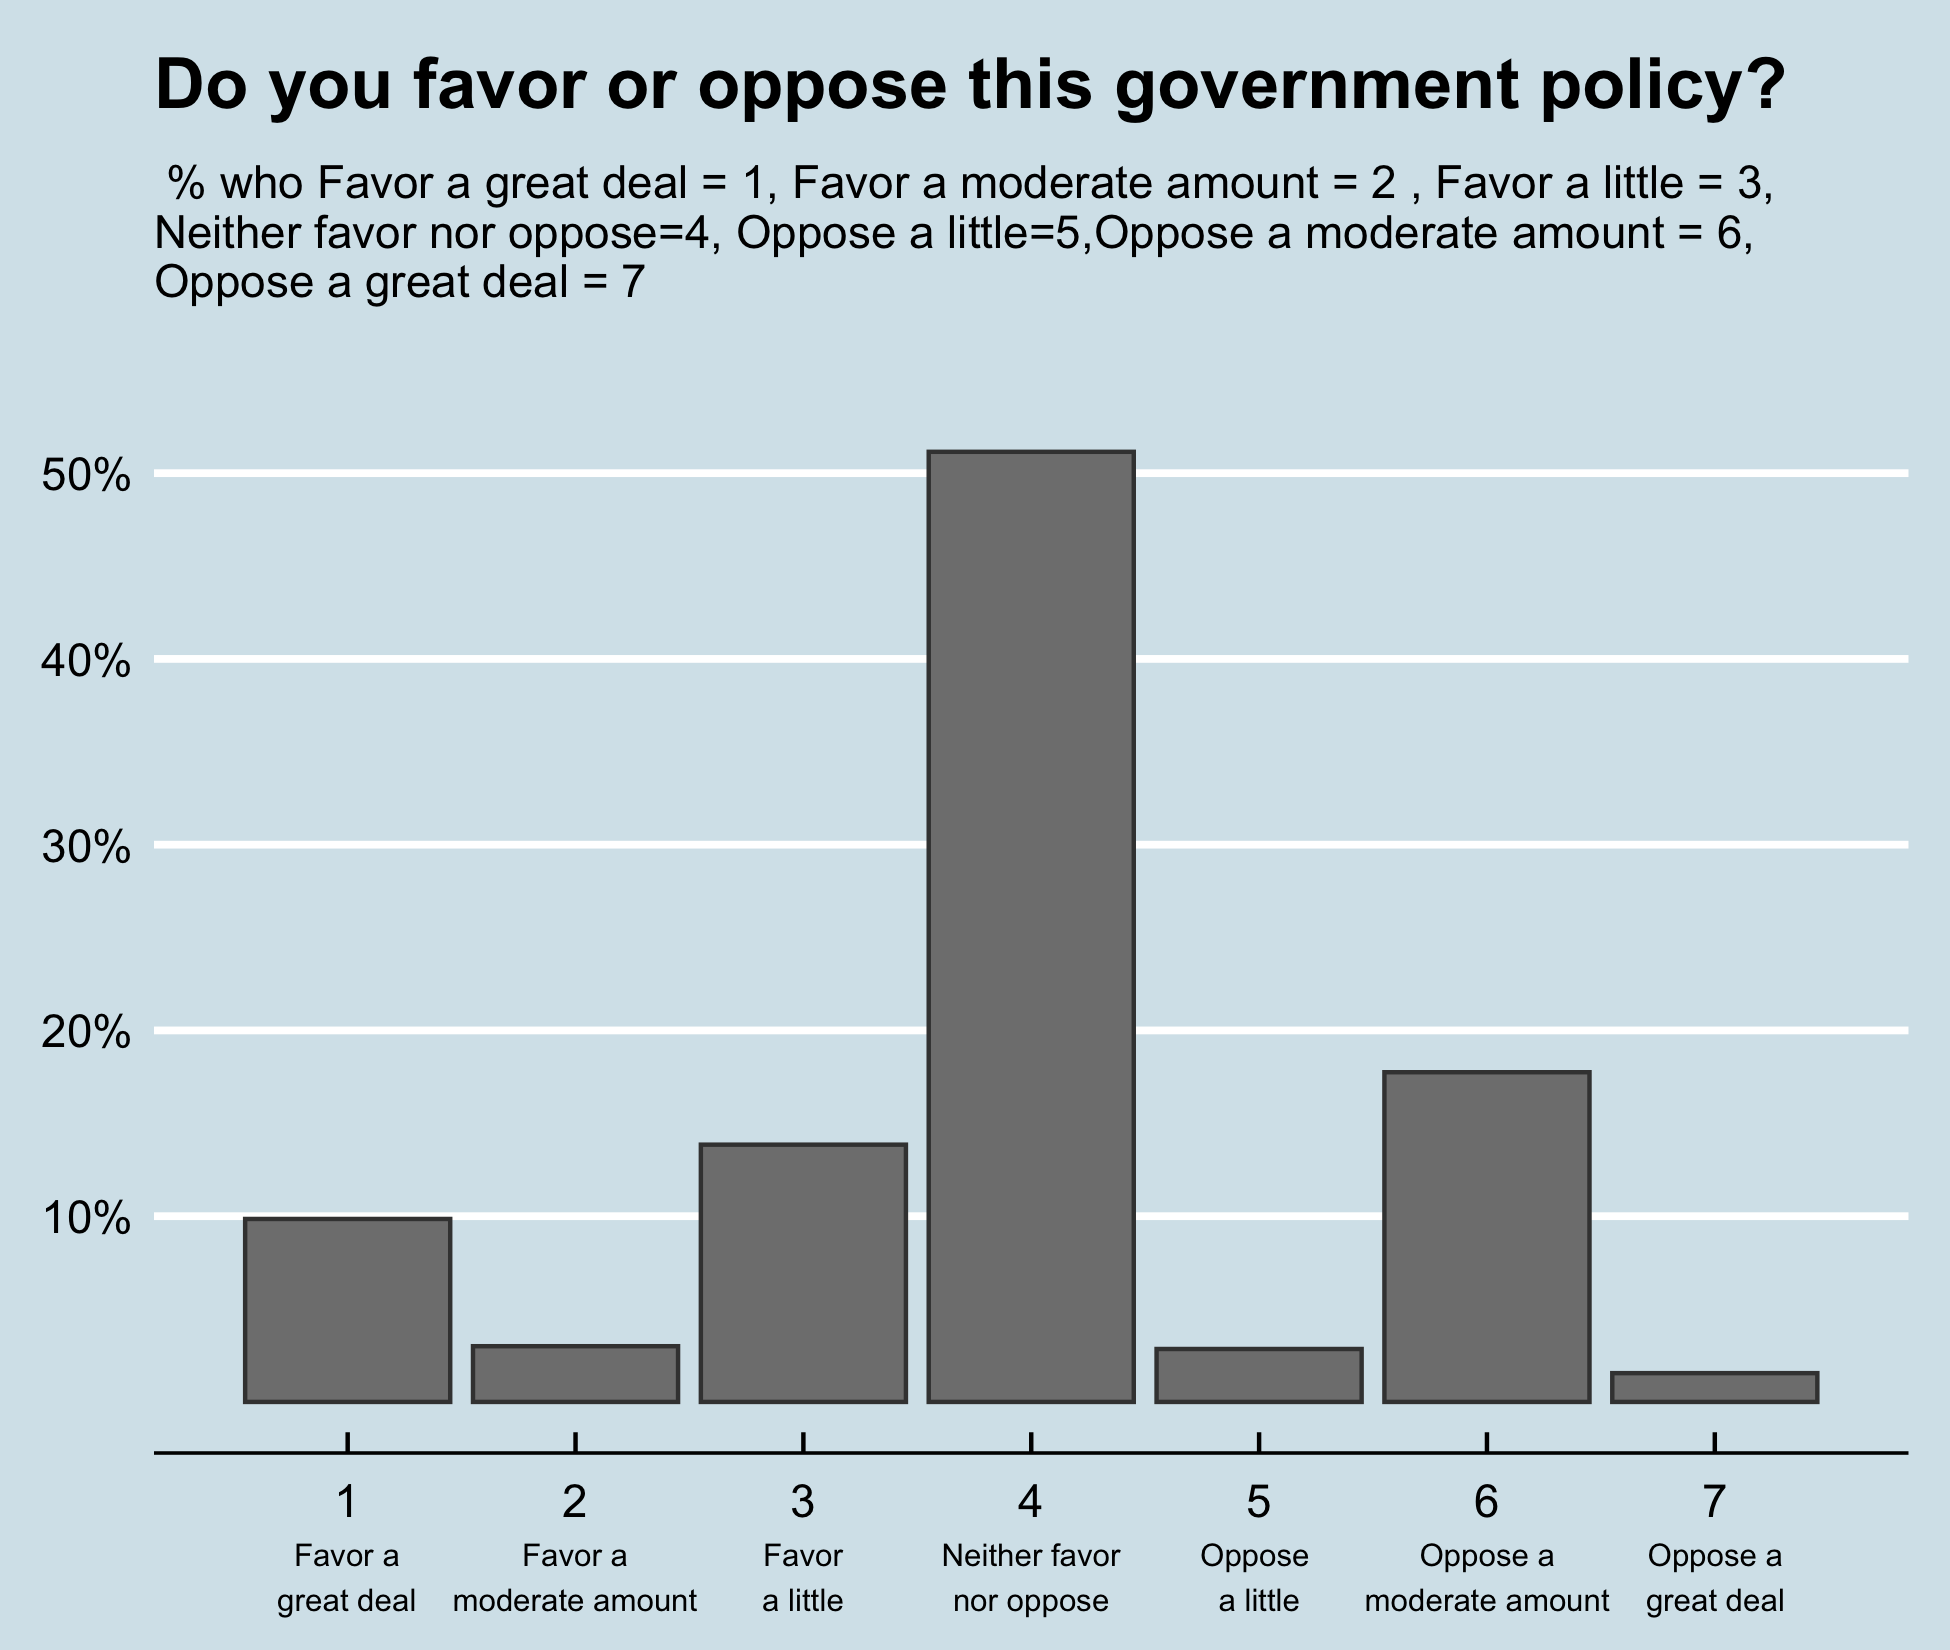 Do you favor or oppose this government policy?
% who Favor a great deal = 1, Favor a moderate amount = 2 , Favor a little = 3,
Neither favor nor oppose=4, Oppose a little=5,Oppose a moderate amount = 6,
Oppose a great deal = 7
50%
40%
30%
20%
10%
1 2 3 4 5 6 7
Favor a Favor a Favor Neither favor Oppose Oppose a Oppose a
great deal moderate amount a little nor oppose a little moderate amount great deal